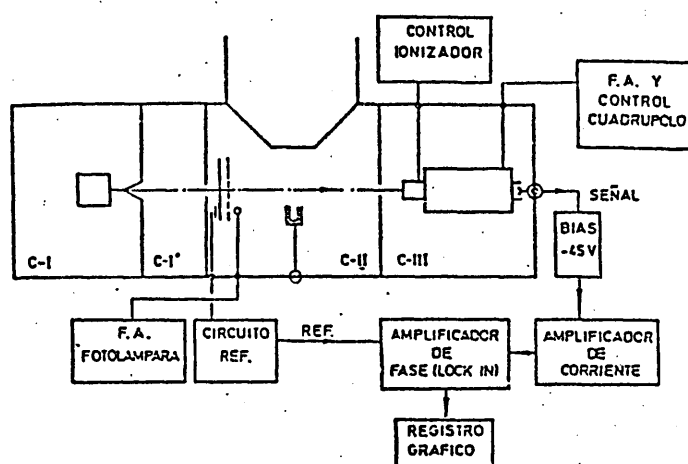 CONTROL
IONIZADOR
F.A. Y
CONTROL
CUADRUPOLO
SEÑAL
BIAS
-45V
C-I
C-I'
C-II
C-III
F.A.
FOTOLAMPARA
CIRCUITO
REF.
REF.
AMPLIFICADOR
DE
FASE (LOCK IN)
AMPLIFICADOR
DE
CORRIENTE
REGISTRO
GRAFICO